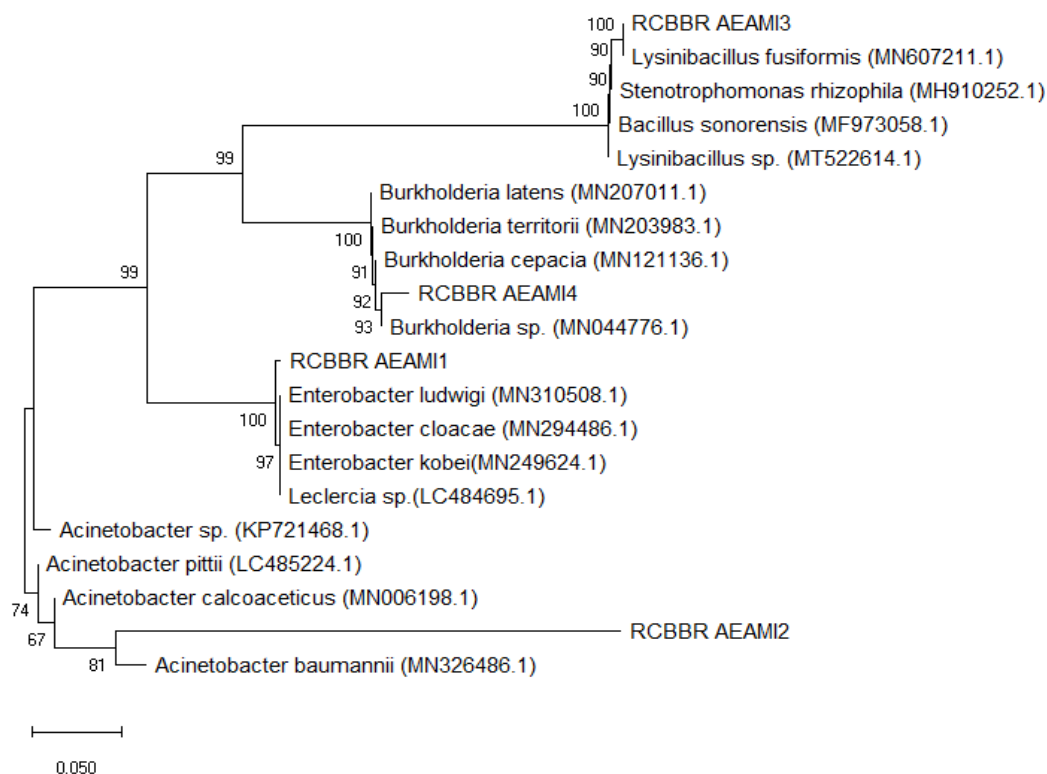 100 RCBBR AEAMI3
90 Lysinibacillus fusiformis (MN607211.1)
90 Stenotrophomonas rhizophila (MH910252.1)
100 Bacillus sonorensis (MF973058.1)
99 Lysinibacillus sp. (MT522614.1)
Burkholderia latens (MN207011.1)
100 Burkholderia territorii (MN203983.1)
99 91 Burkholderia cepacia (MN121136.1)
92 RCBBR AEAMI4
93 Burkholderia sp. (MN044776.1)
RCBBR AEAMI1
Enterobacter ludwigi (MN310508.1)
100 Enterobacter cloacae (MN294486.1)
97 Enterobacter kobei(MN249624.1)
Leclercia sp.(LC484695.1)
Acinetobacter sp. (KP721468.1)
Acinetobacter pittii (LC485224.1)
74 Acinetobacter calcoaceticus (MN006198.1)
67 RCBBR AEAMI2
81 Acinetobacter baumannii (MN326486.1)
0.050